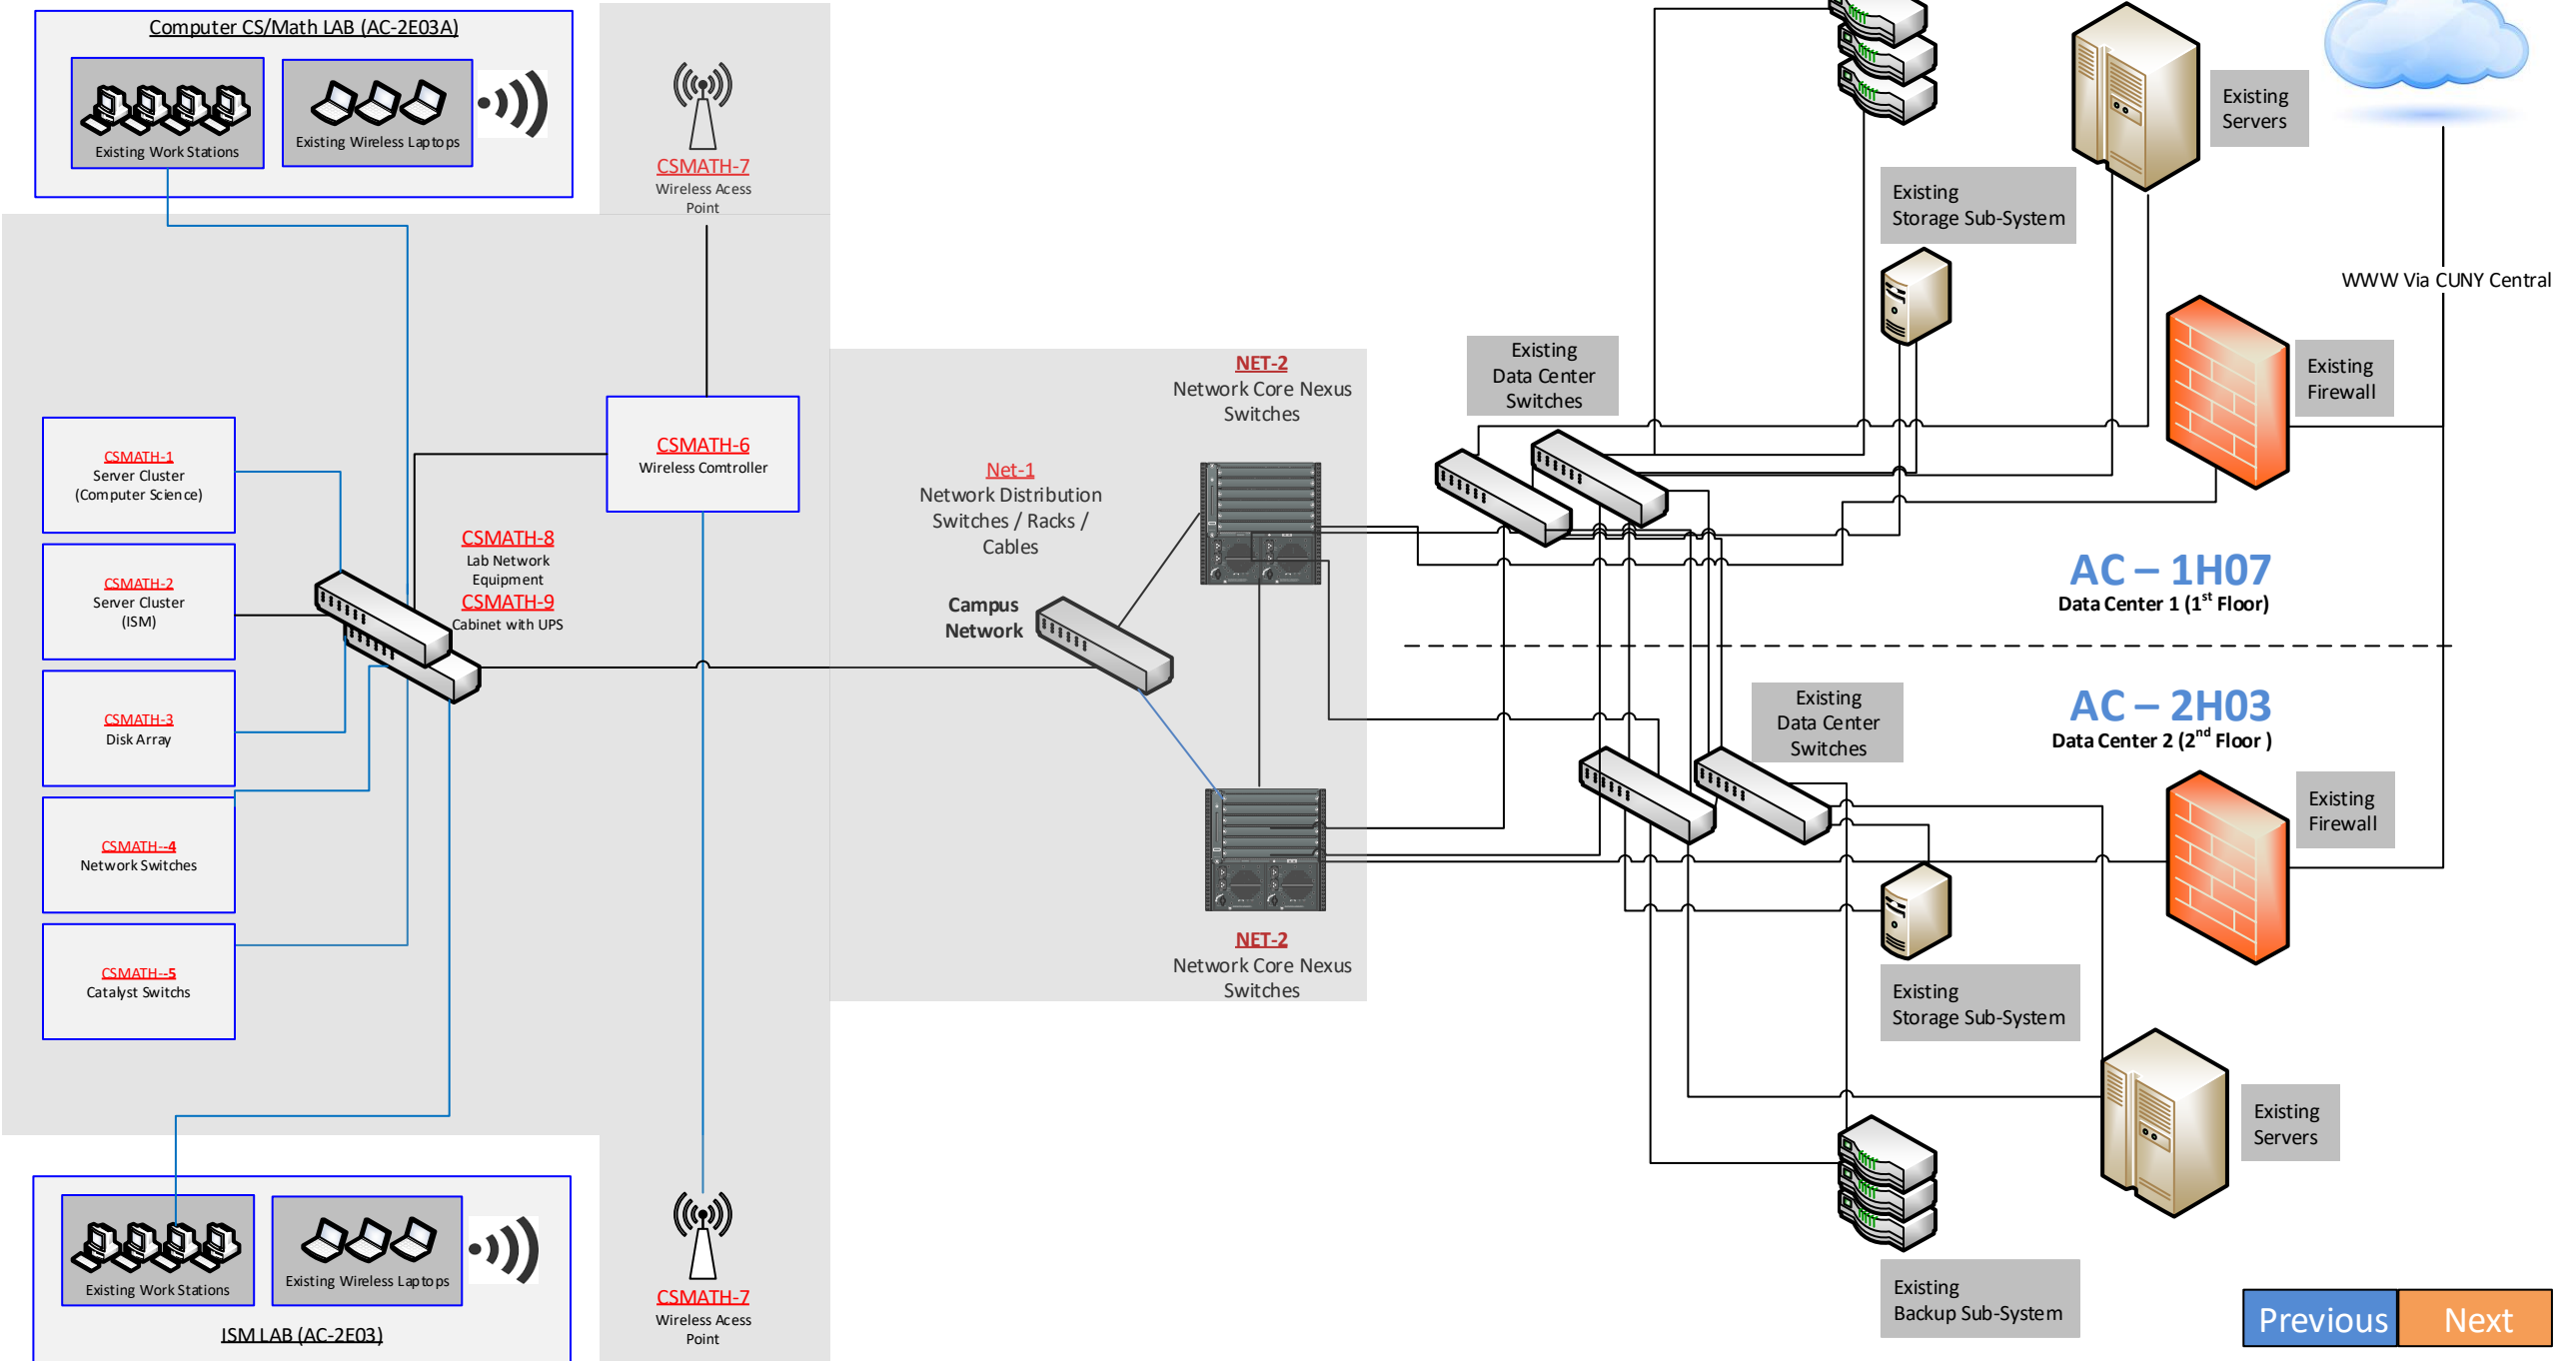 Computer CS/Math LAB (AC-2E03A)
Existing Work Stations
Existing Wireless Laptops
CSMATH-7
Wireless Acess
Point
CSMATH-1
Server Cluster
(Computer Science)
CSMATH-2
Server Cluster
(ISM)
CSMATH-3
Disk Array
CSMATH--4
Network Switches
CSMATH--5
Catalyst Switchs
CSMATH-6
Wireless Comtroller
CSMATH-8
Lab Network
Equipment
CSMATH-9
Cabinet with UPS
Existing Work Stations
Existing Wireless Laptops
ISM LAB (AC-2E03)
CSMATH-7
Wireless Acess
Point
Net-1
Network Distribution
Switches / Racks /
Cables
Campus
Network
NET-2
Network Core Nexus
Switches
NET-2
Network Core Nexus
Switches
Existing
Data Center
Switches
Existing
Storage Sub-System
Existing
Servers
WWW Via CUNY Central
Existing
Firewall
AC – 1H07
Data Center 1 (1st Floor)
AC – 2H03
Data Center 2 (2nd Floor )
Existing
Data Center
Switches
Existing
Firewall
Existing
Storage Sub-System
Existing
Servers
Existing
Backup Sub-System
Previous
Next